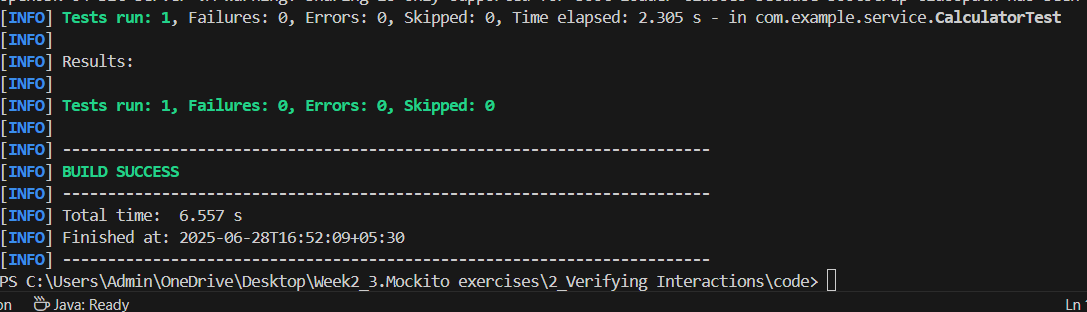 [INFO] Tests run: 1, Failures: 0, Errors: 0, Skipped: 0, Time elapsed: 2.305 s - in com.example.service.CalculatorTest
[INFO]
[INFO] Results:
[INFO]
[INFO] Tests run: 1, Failures: 0, Errors: 0, Skipped: 0
[INFO]
[INFO] ------------------------------------------------------------------------
[INFO] BUILD SUCCESS
[INFO] ------------------------------------------------------------------------
[INFO] Total time:  6.557 s
[INFO] Finished at: 2025-06-28T16:52:09+05:30
[INFO] ------------------------------------------------------------------------
PS C:\Users\Admin\OneDrive\Desktop\Week2_3.Mockito exercises\2_Verifying Interactions\code>
on Java: Ready Ln